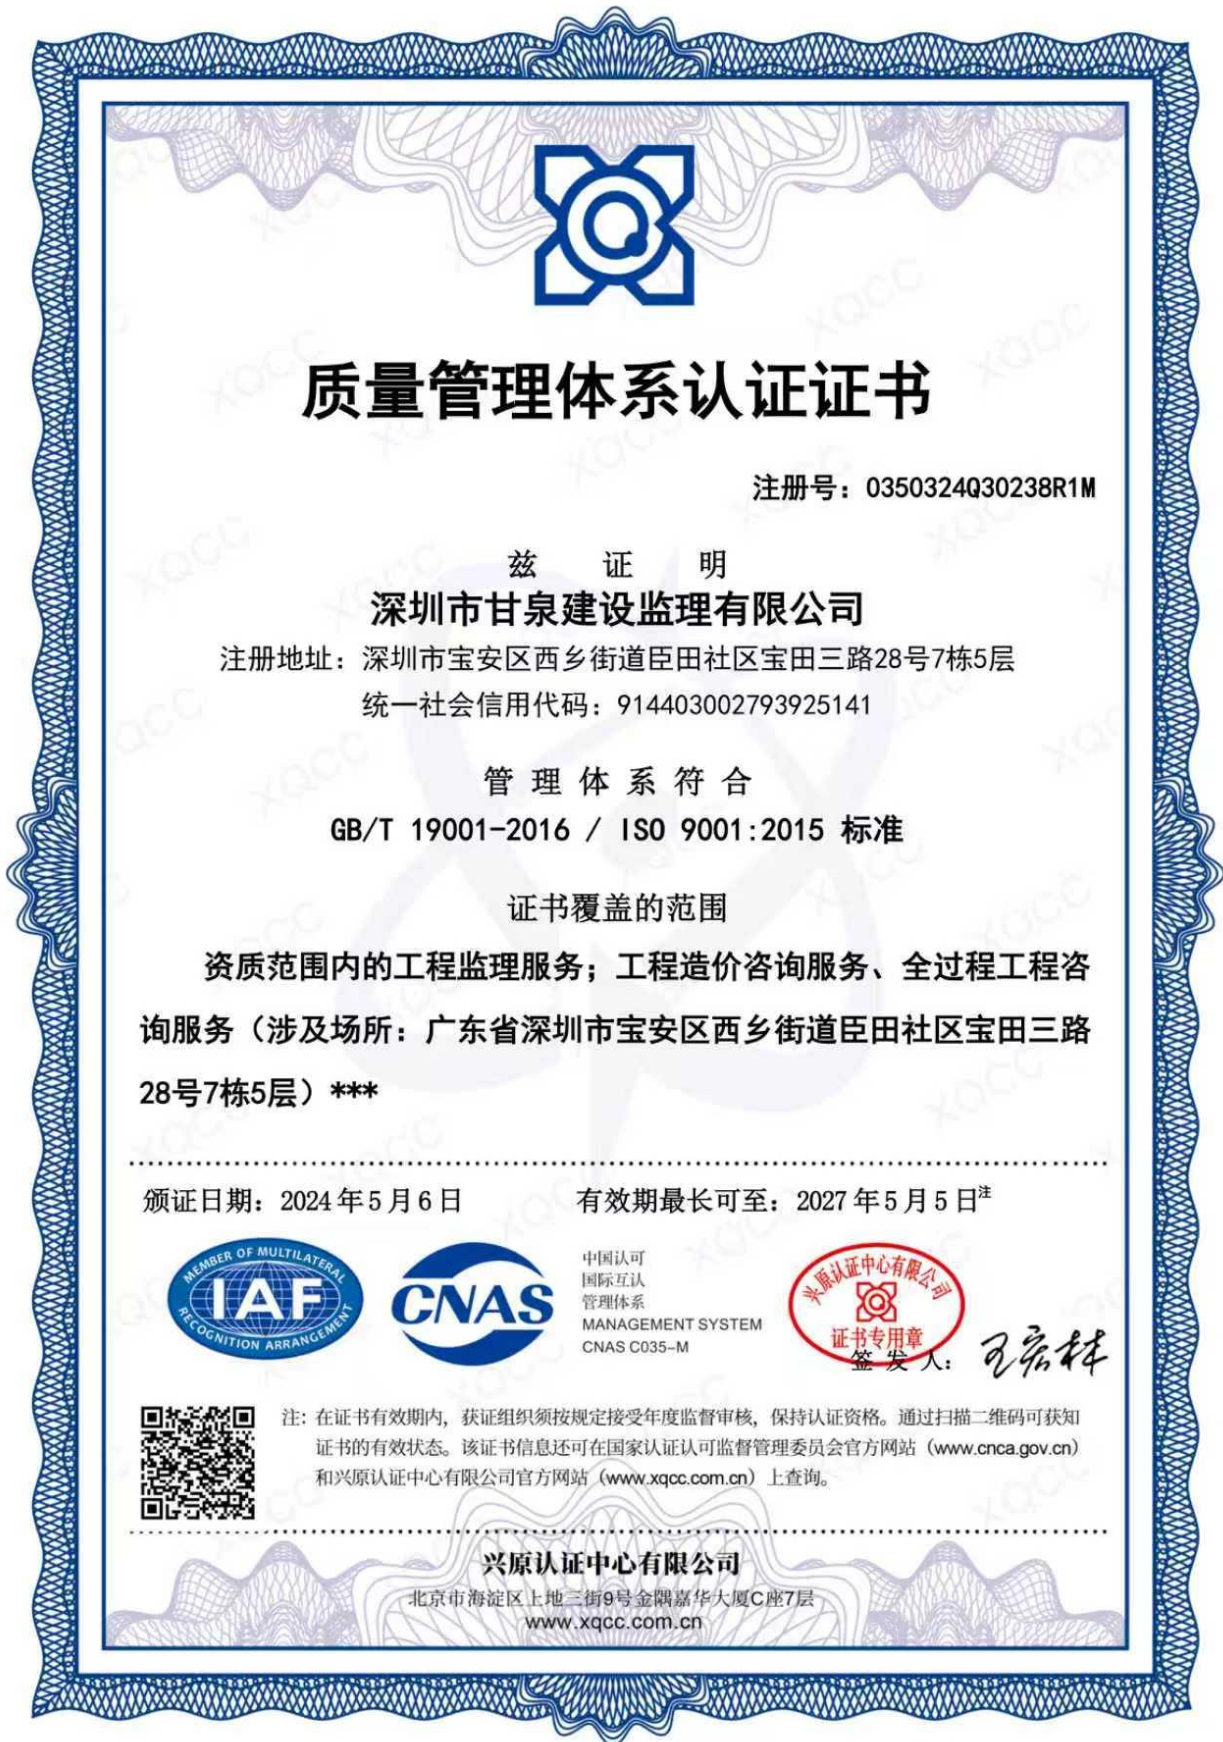 质量管理体系认证证书
注册号：0350324Q30238R1M
兹 证 明
深圳市甘泉建设监理有限公司
注册地址：深圳市宝安区西乡街道臣田社区宝田三路28号7栋5层
统一社会信用代码：914403002793925141
管理体系符合
GB/T 19001-2016 / ISO 9001:2015 标准
证书覆盖的范围
资质范围内的工程监理服务；工程造价咨询服务、全过程工程咨
询服务（涉及场所：广东省深圳市宝安区西乡街道臣田社区宝田三路
28号7栋5层）***
颁证日期：2024年5月6日 有效期最长可至：2027年5月5日注
MEMBER OF MULTILATERAL
IAF
RECOGNITION ARRANGEMENT
CNAS
中国认可
国际互认
管理体系
MANAGEMENT SYSTEM
CNAS C035-M
兴原认证中心有限公司
证书专用章
签 发 人：
注：在证书有效期内，获证组织须按规定接受年度监督审核，保持认证资格。通过扫描二维码可获知
证书的有效状态。该证书信息还可在国家认证认可监督管理委员会官方网站（www.cnca.gov.cn）
和兴原认证中心有限公司官方网站（www.xqcc.com.cn）上查询。
兴原认证中心有限公司
北京市海淀区上地三街9号金隅嘉华大厦C座7层
www.xqcc.com.cn
XQCC